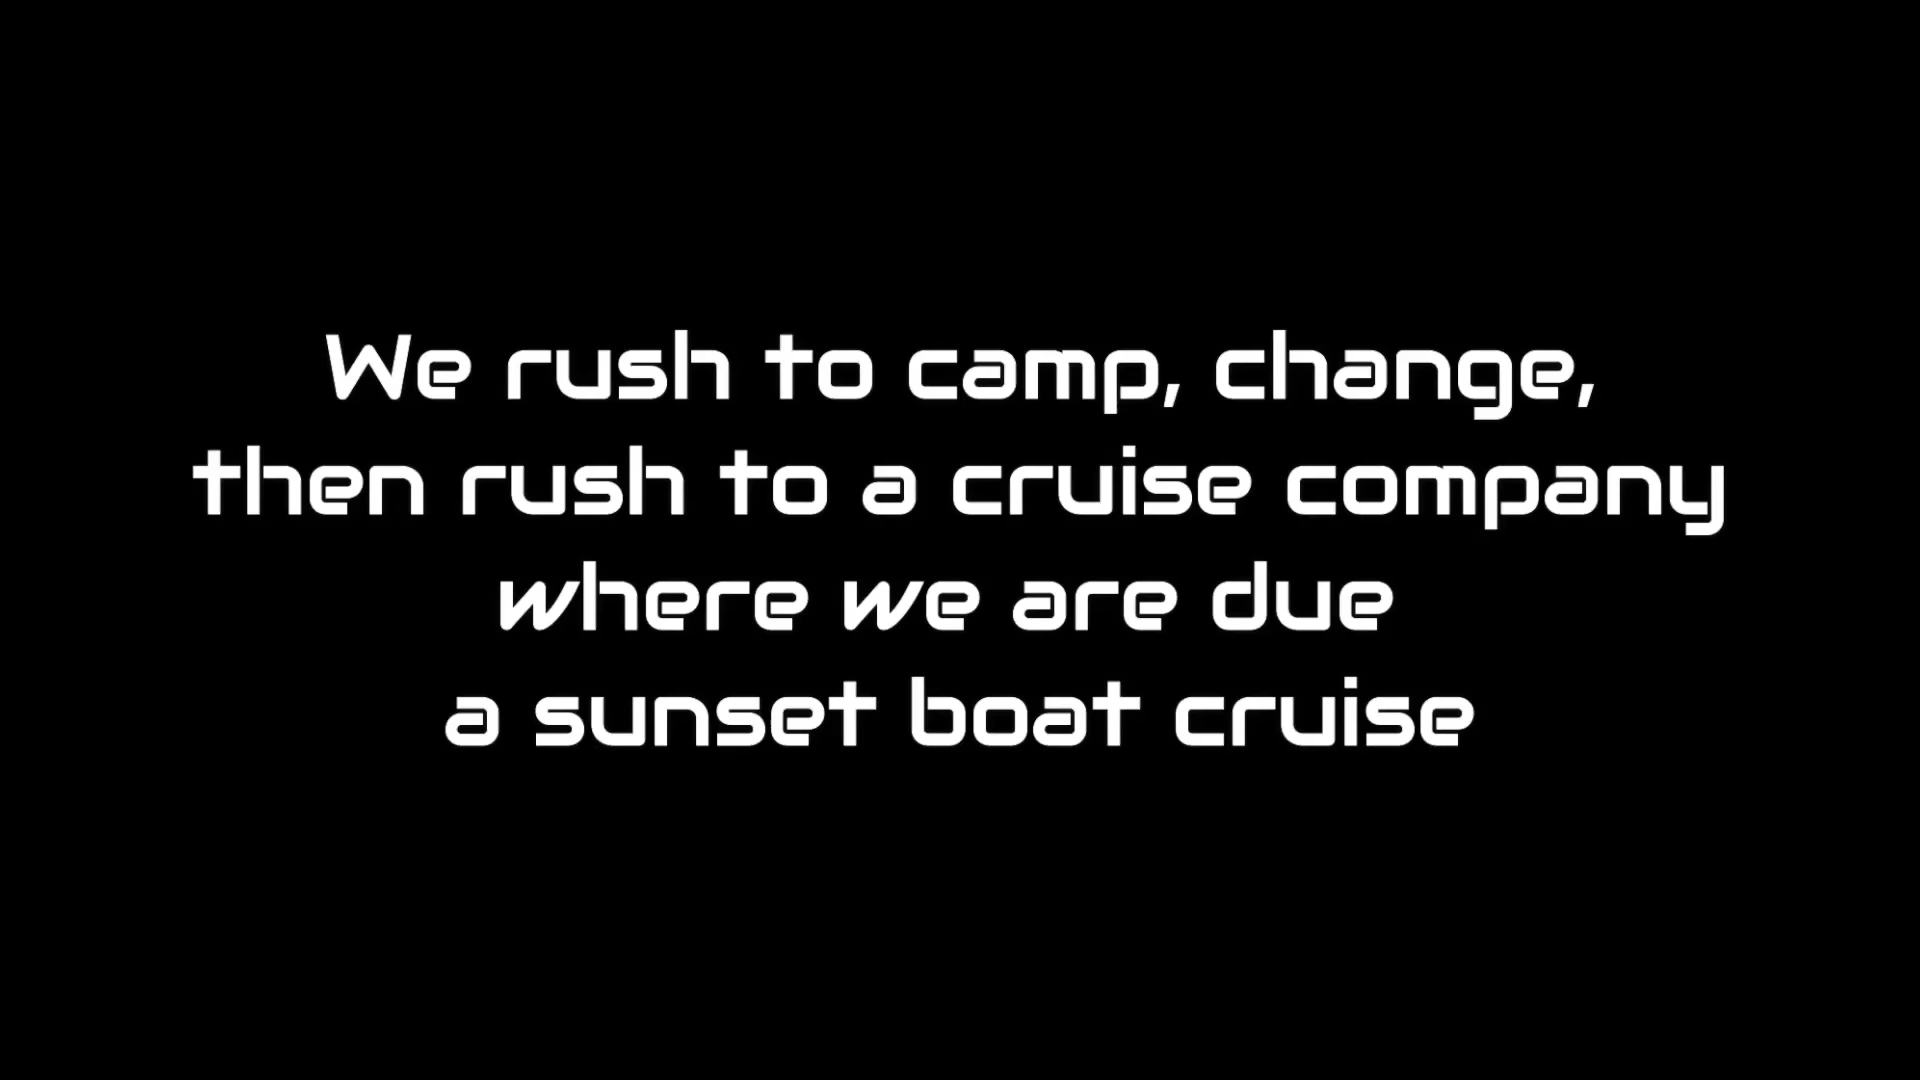 We rush to camp, change,
then rush to a cruise company
where we are due
a sunset boat cruise